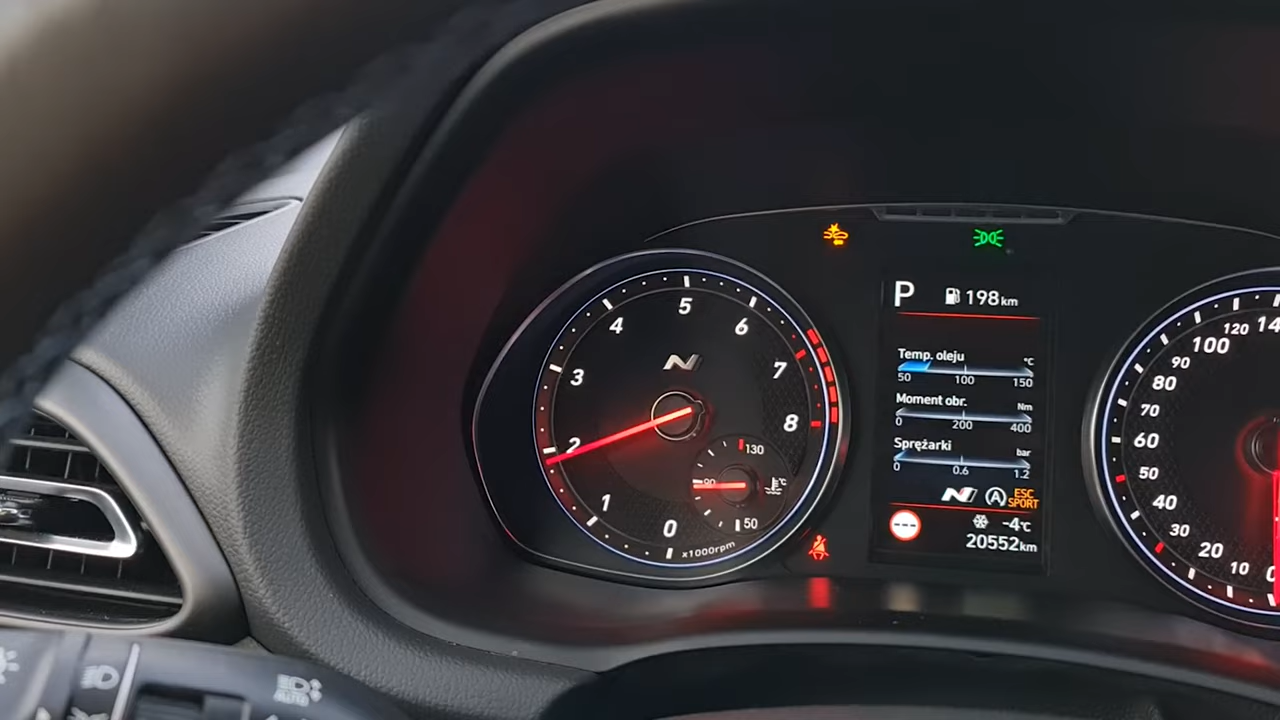 0
1
2
3
4
5
6
7
8
N
x1000rpm
130
90
50
°C
P
198km
Temp. oleju
°C
50 100 150
Moment obr.
Nm
0 200 400
Sprężarki
bar
0 0.6 1.2
N A ESC
SPORT
-4°C
20552km
0
10
20
30
40
50
60
70
80
90
100
120
AUTO